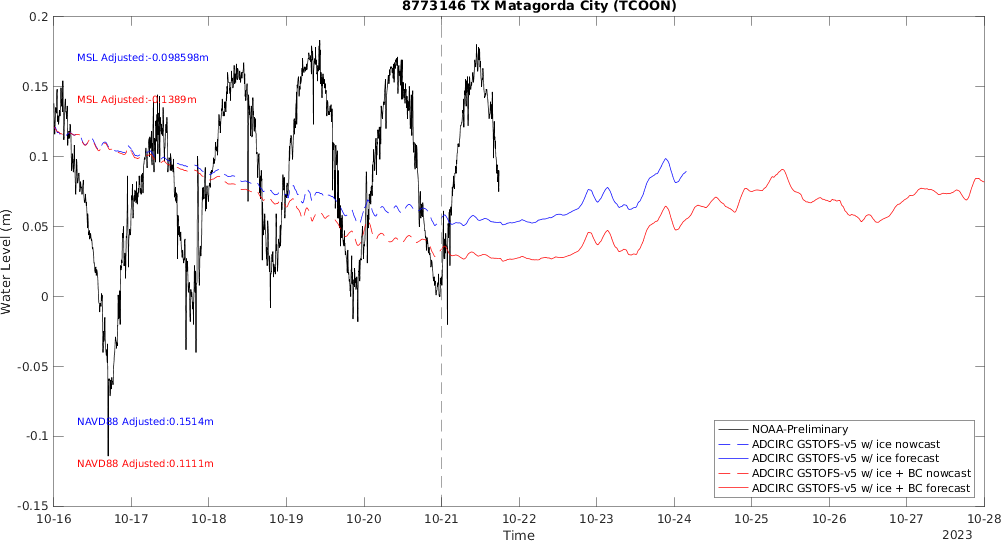 8773146 TX Matagorda City (TCOON)
Water Level (m)
0.2
0.15
0.1
0.05
0
-0.05
-0.1
-0.15
MSL Adjusted:-0.098598m
MSL Adjusted:-0.1389m
NAVD88 Adjusted:0.1514m
NAVD88 Adjusted:0.1111m
NOAA-Preliminary
ADCIRC GSTOFS-v5 w/ ice nowcast
ADCIRC GSTOFS-v5 w/ ice forecast
ADCIRC GSTOFS-v5 w/ ice + BC nowcast
ADCIRC GSTOFS-v5 w/ ice + BC forecast
10-16 10-17 10-18 10-19 10-20 10-21 10-22 10-23 10-24 10-25 10-26 10-27 10-28
Time
2023